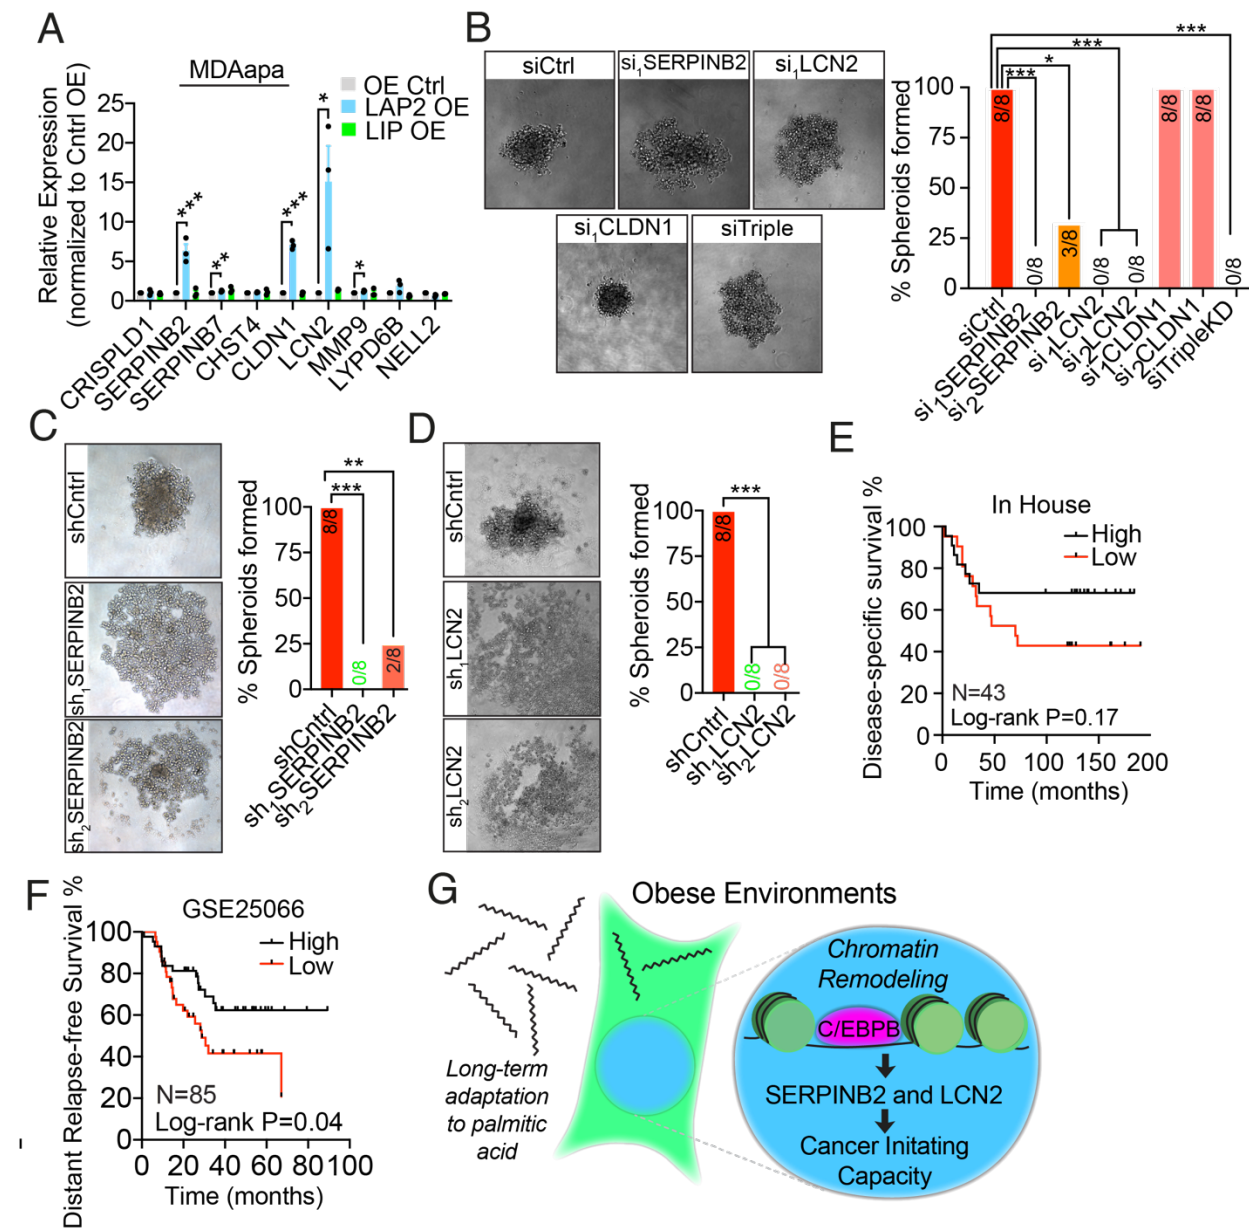 A
MDAapa
OE Ctrl
LAP2 OE
LIP OE
Relative Expression
(normalized to Cntrl OE)
25
20
15
10
5
0
*** ** *** * *
CRISPLD1
SERPINB2
SERPINB7
CHST4
CLDN1
LCN2
MMP9
LYPD6B
NELL2
B
siCtrl
si1SERPINB2
si1LCN2
si1CLDN1
siTriple
% Spheroids formed
100
75
50
25
0
***
***
*
***
8/8
0/8
3/8
0/8
0/8
8/8
8/8
0/8
siCtrl
si1SERPINB2
si2SERPINB2
si1LCN2
si2LCN2
si1CLDN1
si2CLDN1
siTripleKD
C
shCntrl
sh1SERPINB2
sh2SERPINB2
% Spheroids formed
100
75
50
25
0
**
***
8/8
0/8
2/8
shCntrl
sh1SERPINB2
sh2SERPINB2
D
shCntrl
sh1LCN2
sh2LCN2
% Spheroids formed
100
75
50
25
0
***
8/8
0/8
0/8
shCntrl
sh1LCN2
sh2LCN2
E
In House
High
Low
Disease-specific survival %
100
80
60
40
20
0
N=43
Log-rank P=0.17
0 50 100 150 200
Time (months)
F
GSE25066
High
Low
Distant Relapse-free Survival %
100
80
60
40
20
0
N=85
Log-rank P=0.04
0 20 40 60 80 100
Time (months)
G
Obese Environments
Long-term
adaptation
to palmitic
acid
Chromatin
Remodeling
C/EBPB
SERPINB2 and LCN2
Cancer Initating
Capacity